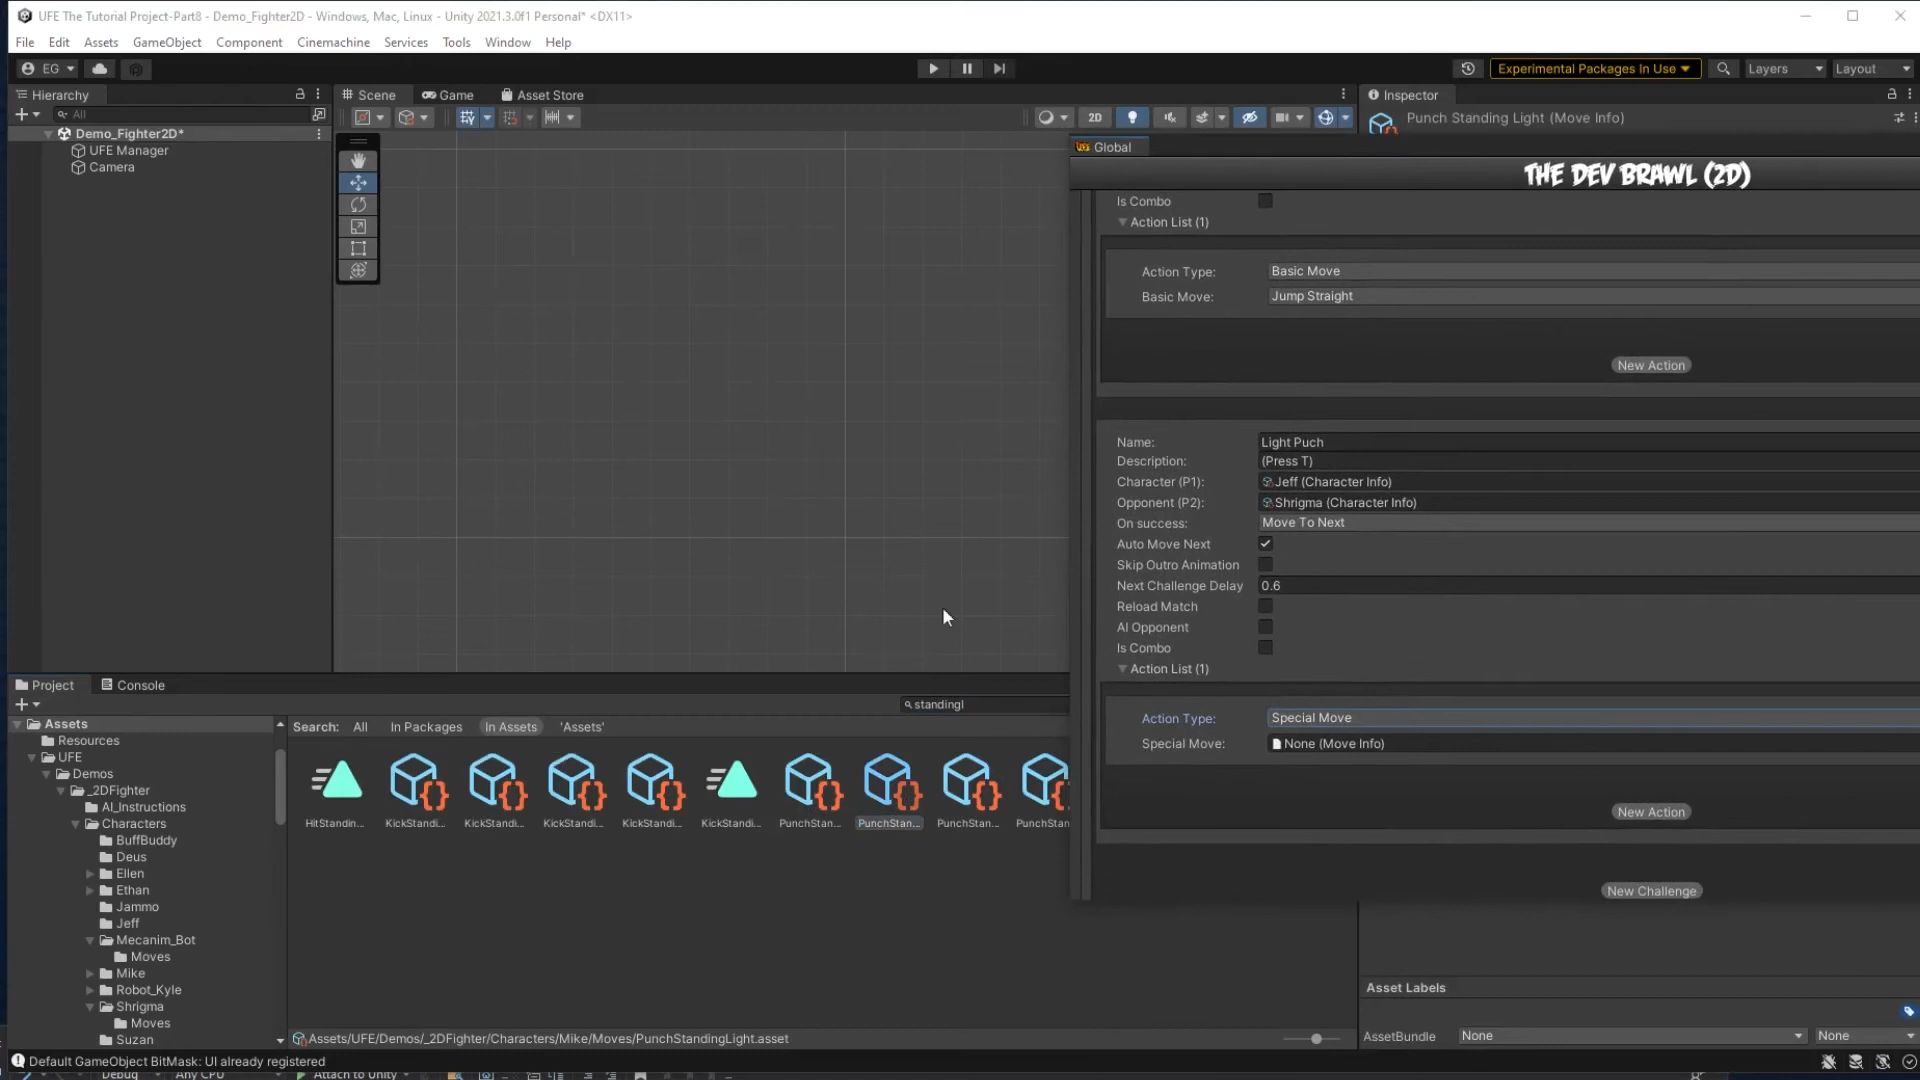 UFE The Tutorial Project-Part8 - Demo_Fighter2D - Windows, Mac, Linux - Unity 2021.3.0f1 Personal* <DX11>
File Edit Assets GameObject Component Cinemachine Services Tools Window Help
EG Experimental Packages In Use Layers Layout
Hierarchy
All
Demo_Fighter2D*
UFE Manager
Camera
Scene Game Asset Store
2D
Inspector
Punch Standing Light (Move Info)
Global
THE DEV BRAWL (2D)
Is Combo
Action List (1)
Action Type: Basic Move
Basic Move: Jump Straight
New Action
Name: Light Puch
Description: (Press T)
Character (P1): Jeff (Character Info)
Opponent (P2): Shrigma (Character Info)
On success: Move To Next
Auto Move Next
Skip Outro Animation
Next Challenge Delay 0.6
Reload Match
AI Opponent
Is Combo
Action List (1)
Action Type: Special Move
Special Move: None (Move Info)
New Action
New Challenge
Project Console
standingl
Assets
Resources
UFE
Demos
_2DFighter
AI_Instructions
Characters
BuffBuddy
Deus
Ellen
Ethan
Jammo
Jeff
Mecanim_Bot
Moves
Mike
Robot_Kyle
Shrigma
Moves
Suzan
Search: All In Packages In Assets 'Assets'
HitStandin... KickStandi... KickStandi... KickStandi... KickStandi... KickStandi... PunchStan... PunchStan... PunchStan... PunchStan
Assets/UFE/Demos/_2DFighter/Characters/Mike/Moves/PunchStandingLight.asset
Asset Labels
AssetBundle None None
Default GameObject BitMask: UI already registered
Debug Any CPU Attach to Unity